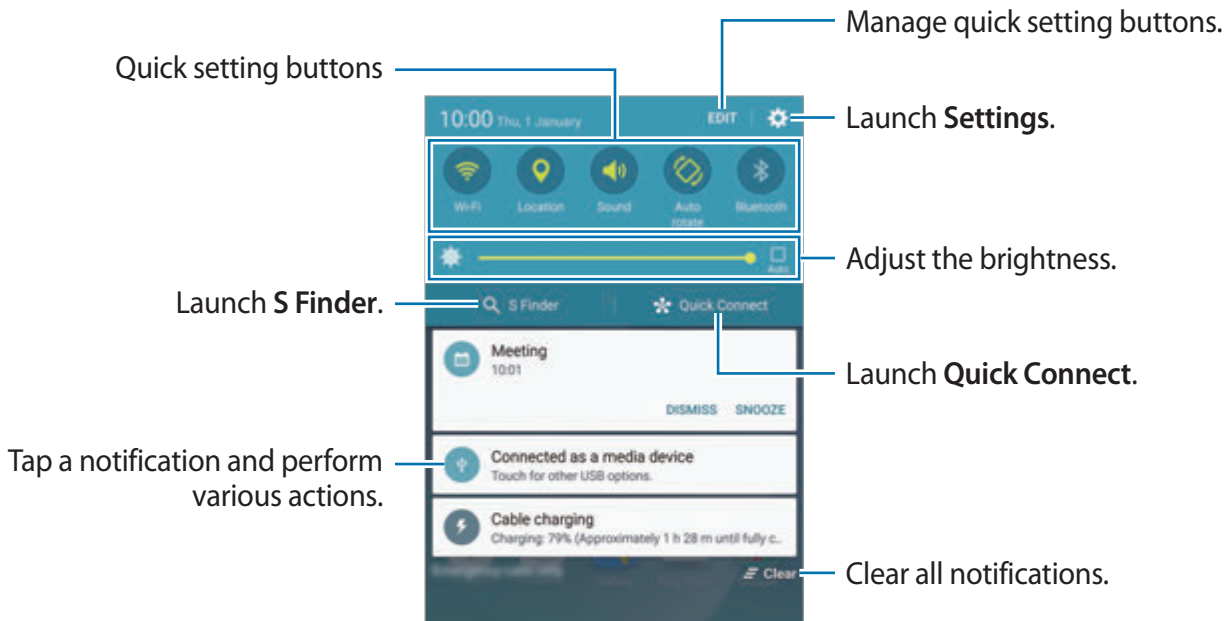 Manage quick setting buttons.
Quick setting buttons
10:00 Thu, 1 January
EDIT
Launch Settings.
Wi-Fi
Location
Sound
Auto
rotate
Bluetooth
Auto
Adjust the brightness.
Launch S Finder.
S Finder
Quick Connect
Meeting
10:01
Launch Quick Connect.
DISMISS SNOOZE
Tap a notification and perform
various actions.
Connected as a media device
Touch for other USB options.
Cable charging
Charging: 79% (Approximately 1 h 28 m until fully c..
Clear
Clear all notifications.